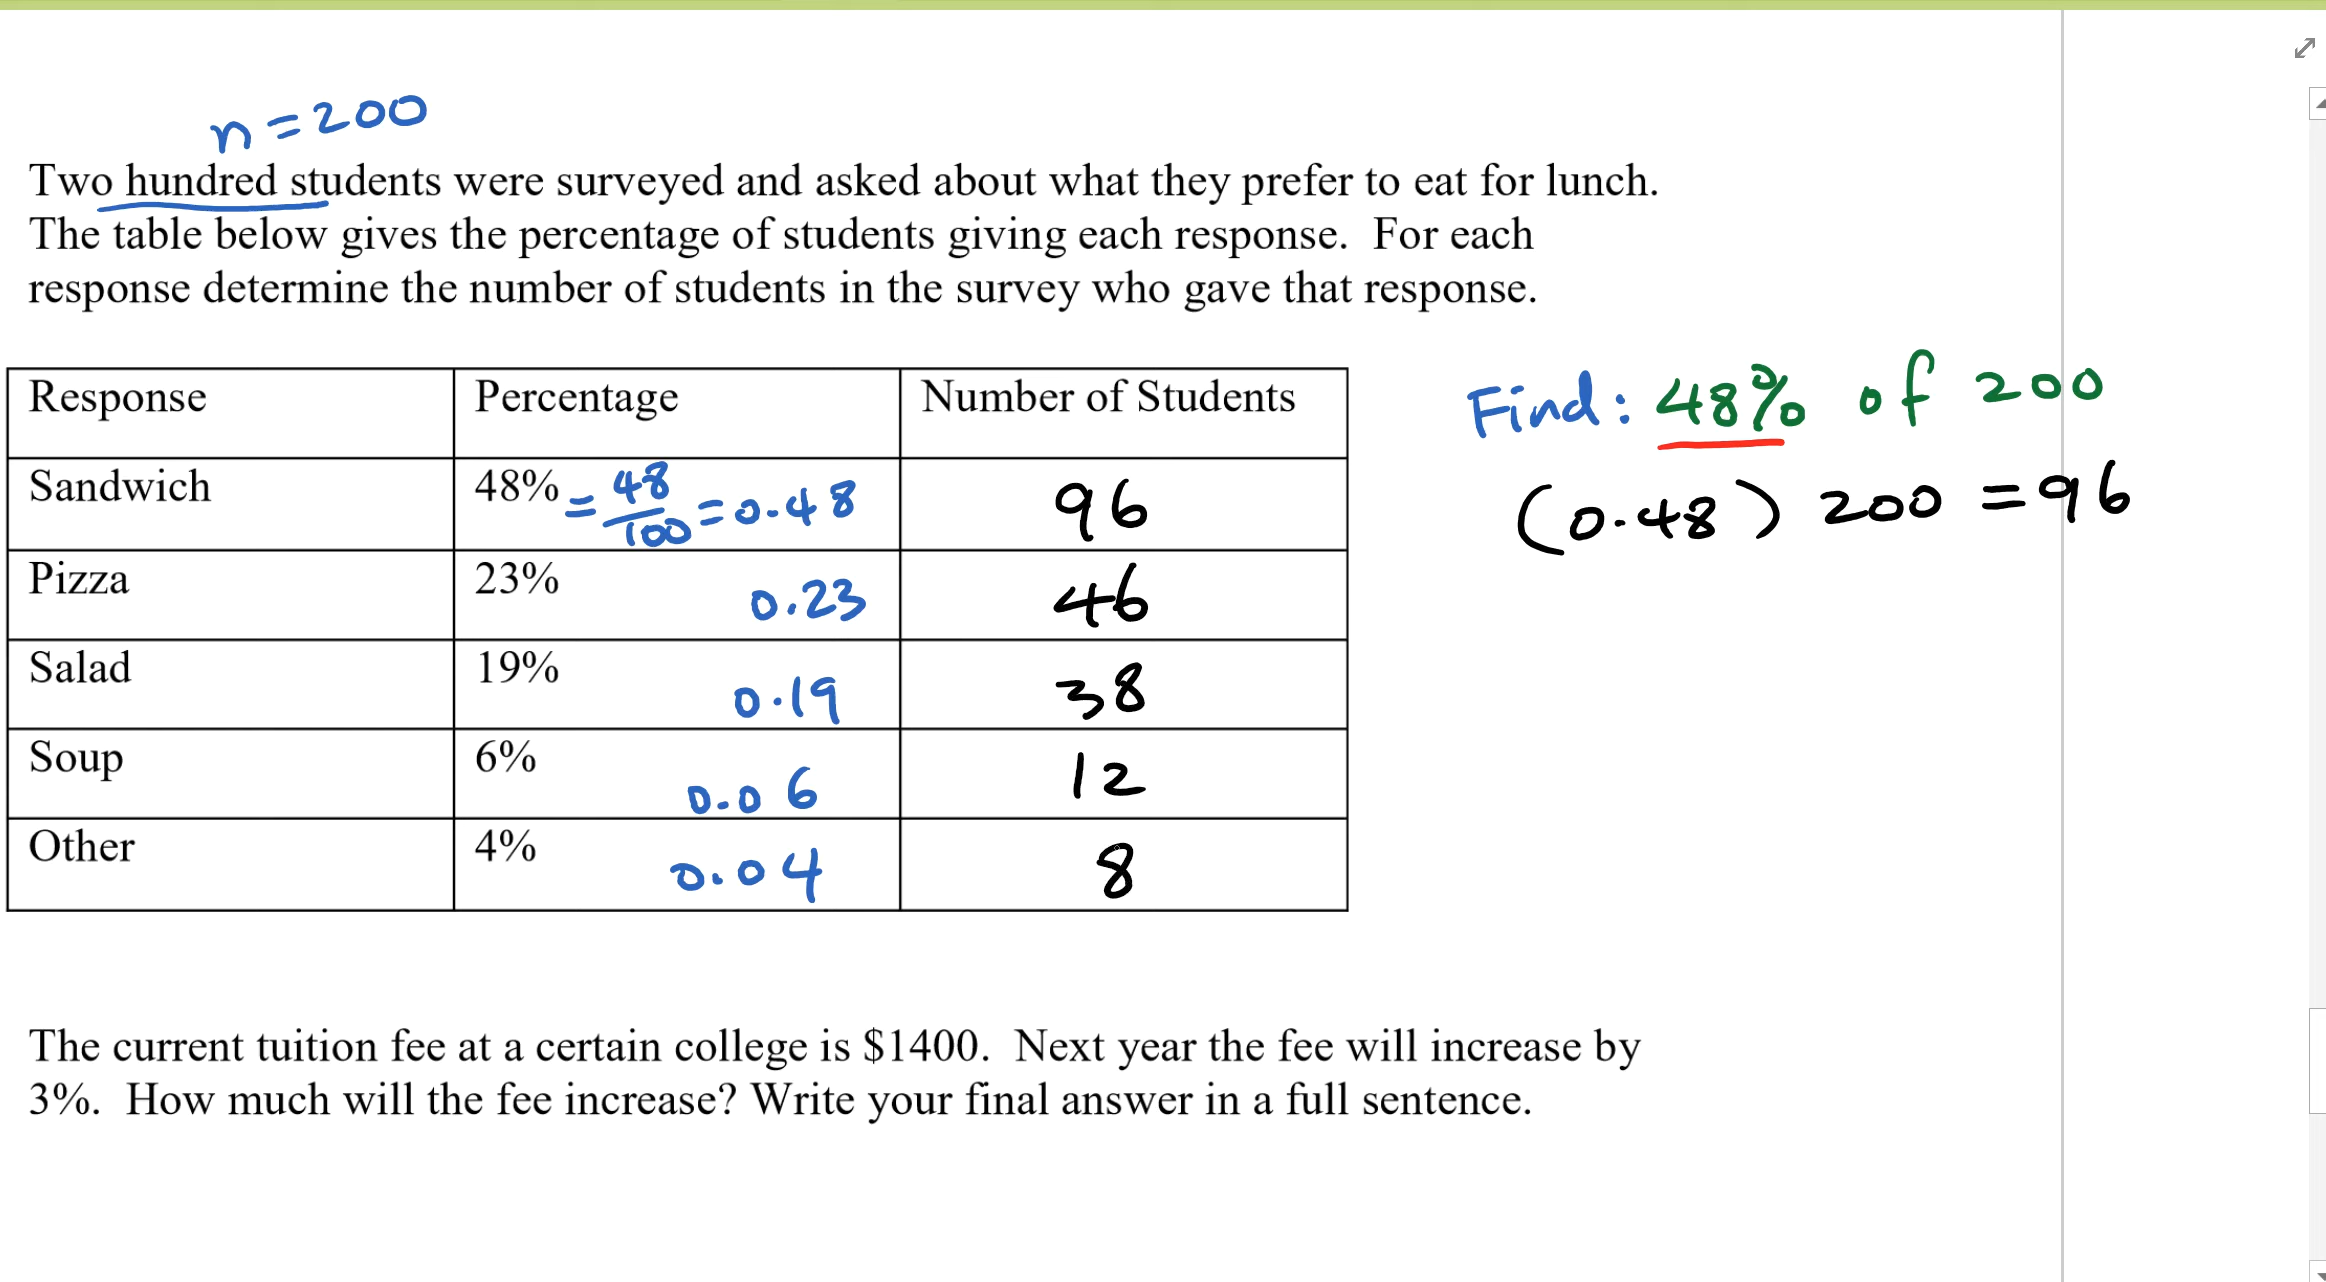 n=200
Two hundred students were surveyed and asked about what they prefer to eat for lunch.
The table below gives the percentage of students giving each response.  For each
response determine the number of students in the survey who gave that response.
Response Percentage Number of Students
Sandwich 48% = 48/100 = 0.48 96
Pizza 23% 0.23 46
Salad 19% 0.19 38
Soup 6% 0.06 12
Other 4% 0.04 8
Find: 48% of 200
(0.48) 200 = 96
The current tuition fee at a certain college is $1400.  Next year the fee will increase by
3%.  How much will the fee increase? Write your final answer in a full sentence.